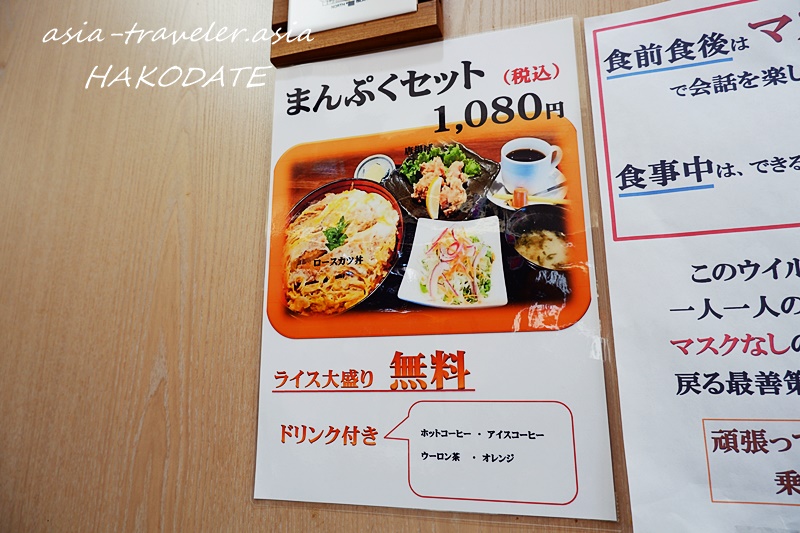 asia-traveler.asia
HAKODATE
まんぷくセット (税込)
1,080円
唐揚げ
ロースカツ丼
ライス大盛り 無料
ドリンク付き
ホットコーヒー ・ アイスコーヒー
ウーロン茶 ・ オレンジ
食前食後は マ
で会話を楽し
食事中は、できる
このウイル
一人一人の
マスクなしの
戻る最善策
頑張って
乗